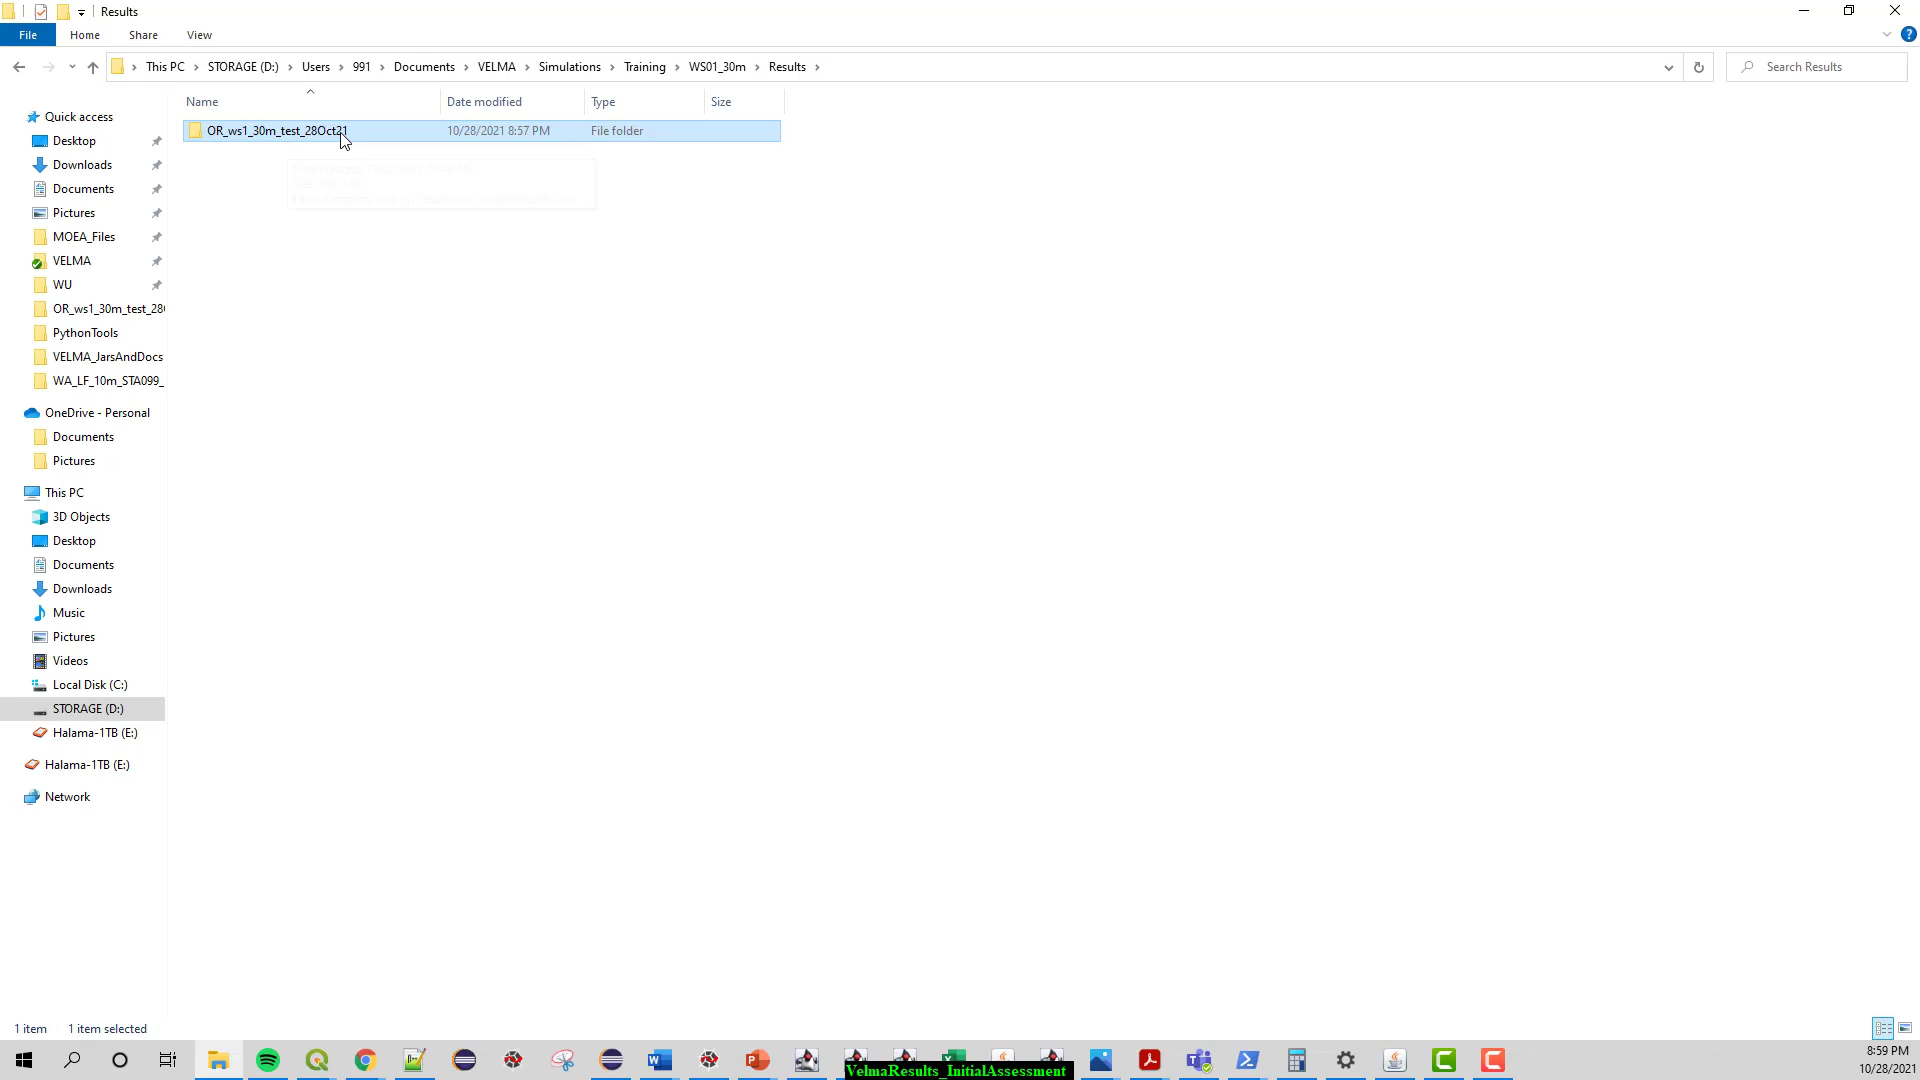 Results
File Home Share View
This PC STORAGE (D:) Users 991 Documents VELMA Simulations Training WS01_30m Results
Search Results
Name Date modified Type Size
OR_ws1_30m_test_28Oct21 10/28/2021 8:57 PM File folder
Quick access
Desktop
Downloads
Documents
Pictures
MOEA_Files
VELMA
WU
OR_ws1_30m_test_28
PythonTools
VELMA_JarsAndDocs
WA_LF_10m_STA099_
OneDrive - Personal
Documents
Pictures
This PC
3D Objects
Desktop
Documents
Downloads
Music
Pictures
Videos
Local Disk (C:)
STORAGE (D:)
Halama-1TB (E:)
Halama-1TB (E:)
Network
1 item 1 item selected
VelmaResults_InitialAssessment
8:59 PM
10/28/2021